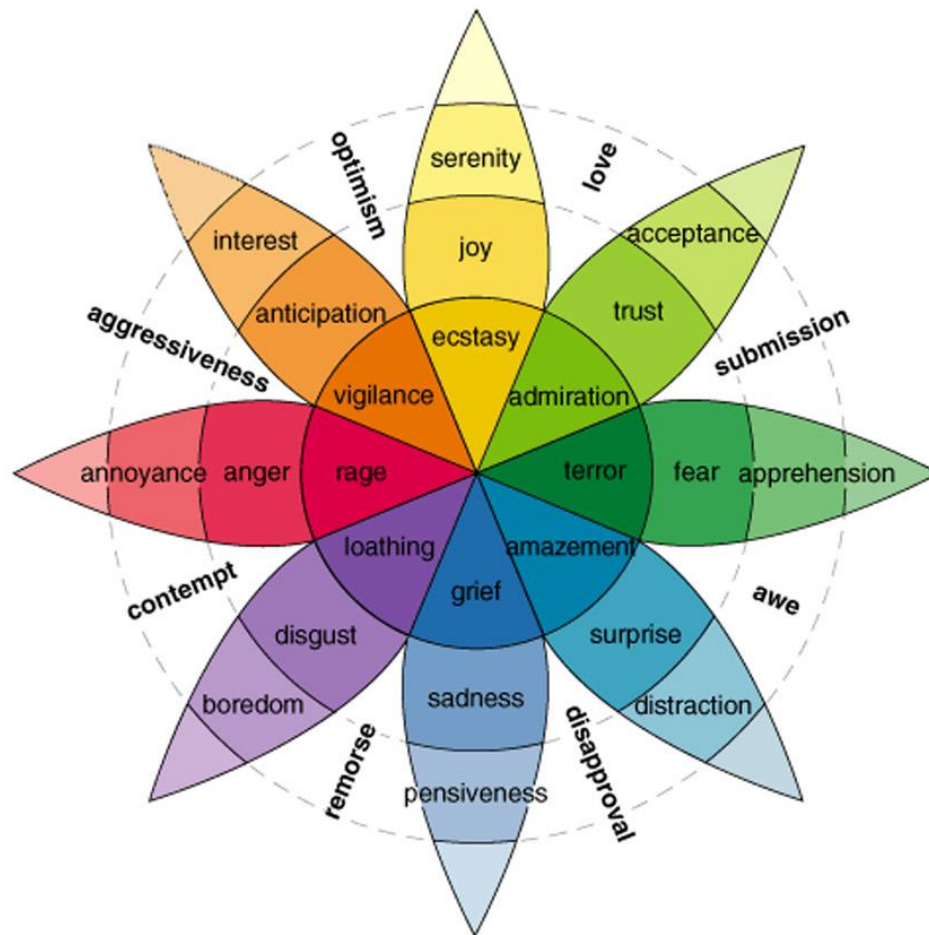 serenity
optimism
love
interest
acceptance
joy
anticipation
trust
aggressiveness
ecstasy
submission
vigilance
admiration
annoyance
anger
rage
terror
fear
apprehension
loathing
amazement
contempt
grief
awe
disgust
surprise
boredom
sadness
distraction
remorse
disapproval
pensiveness